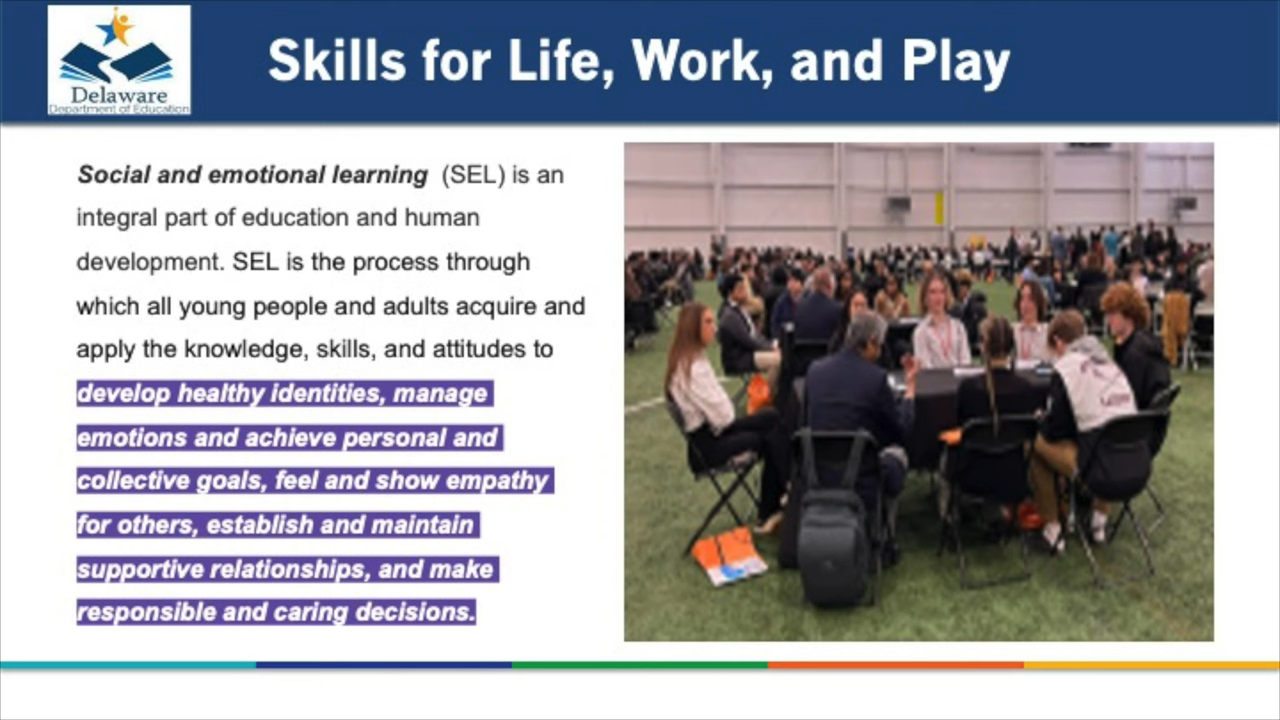 Delaware
Department of Education
Skills for Life, Work, and Play
Social and emotional learning (SEL) is an
integral part of education and human
development. SEL is the process through
which all young people and adults acquire and
apply the knowledge, skills, and attitudes to
develop healthy identities, manage
emotions and achieve personal and
collective goals, feel and show empathy
for others, establish and maintain
supportive relationships, and make
responsible and caring decisions.